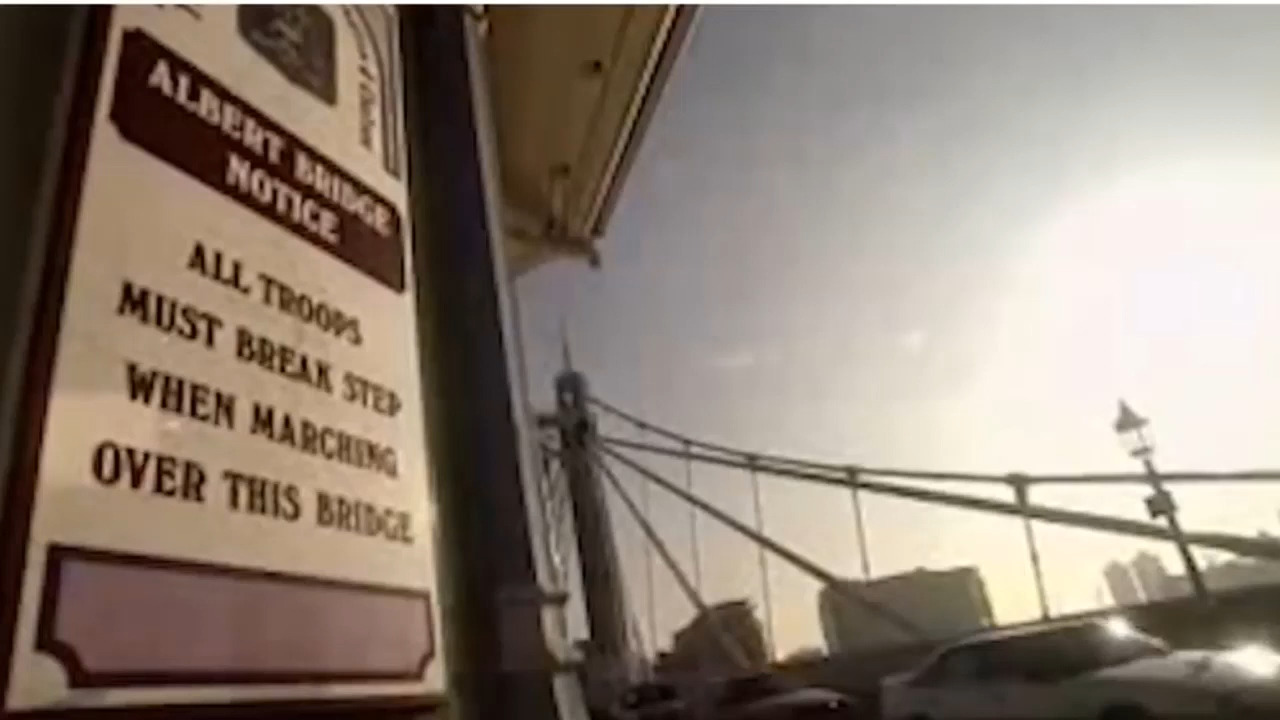 ALBERT BRIDGE
NOTICE
ALL TROOPS
MUST BREAK STEP
WHEN MARCHING
OVER THIS BRIDGE